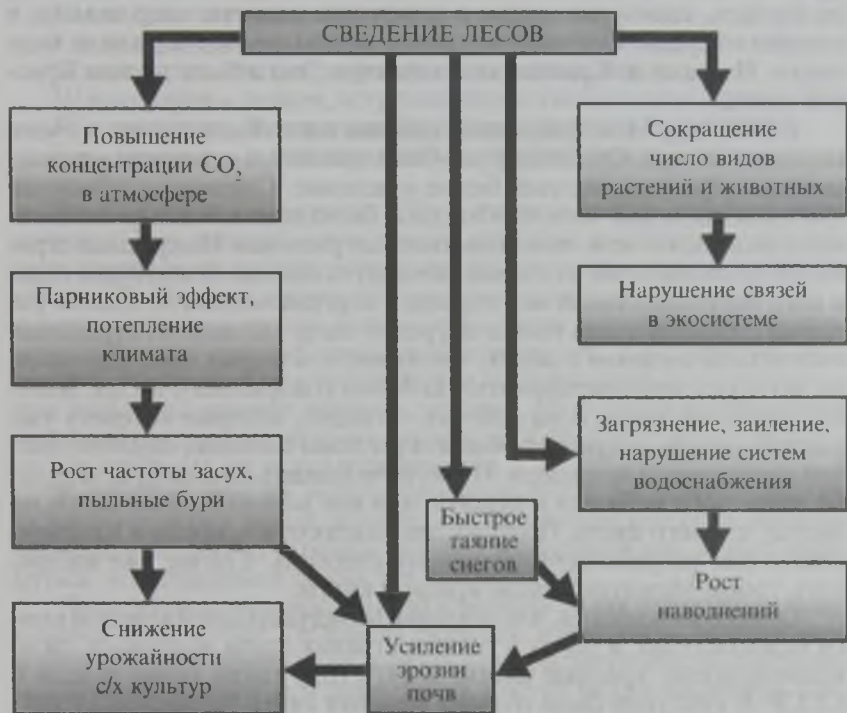 СВЕДЕНИЕ ЛЕСОВ
Повышение
концентрации CO₂
в атмосфере
Сокращение
число видов
растений и животных
Парниковый эффект,
потепление
климата
Нарушение связей
в экосистеме
Рост частоты засух,
пыльные бури
Загрязнение, заиление,
нарушение систем
водоснабжения
Быстрое
таяние
снегов
Рост
наводнений
Снижение
урожайности
с/х культур
Усиление
эрозии
почв